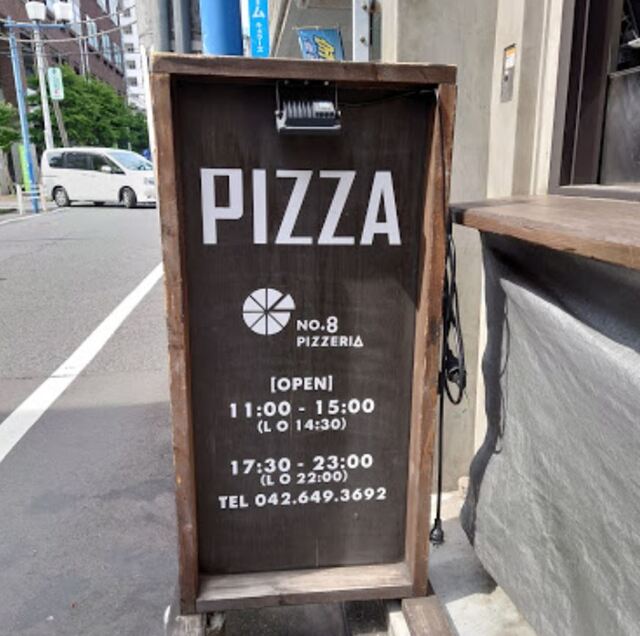 PIZZA
NO.8
PIZZERIA
[OPEN]
11:00 - 15:00
(L O 14:30)
17:30 - 23:00
(L O 22:00)
TEL 042.649.3692